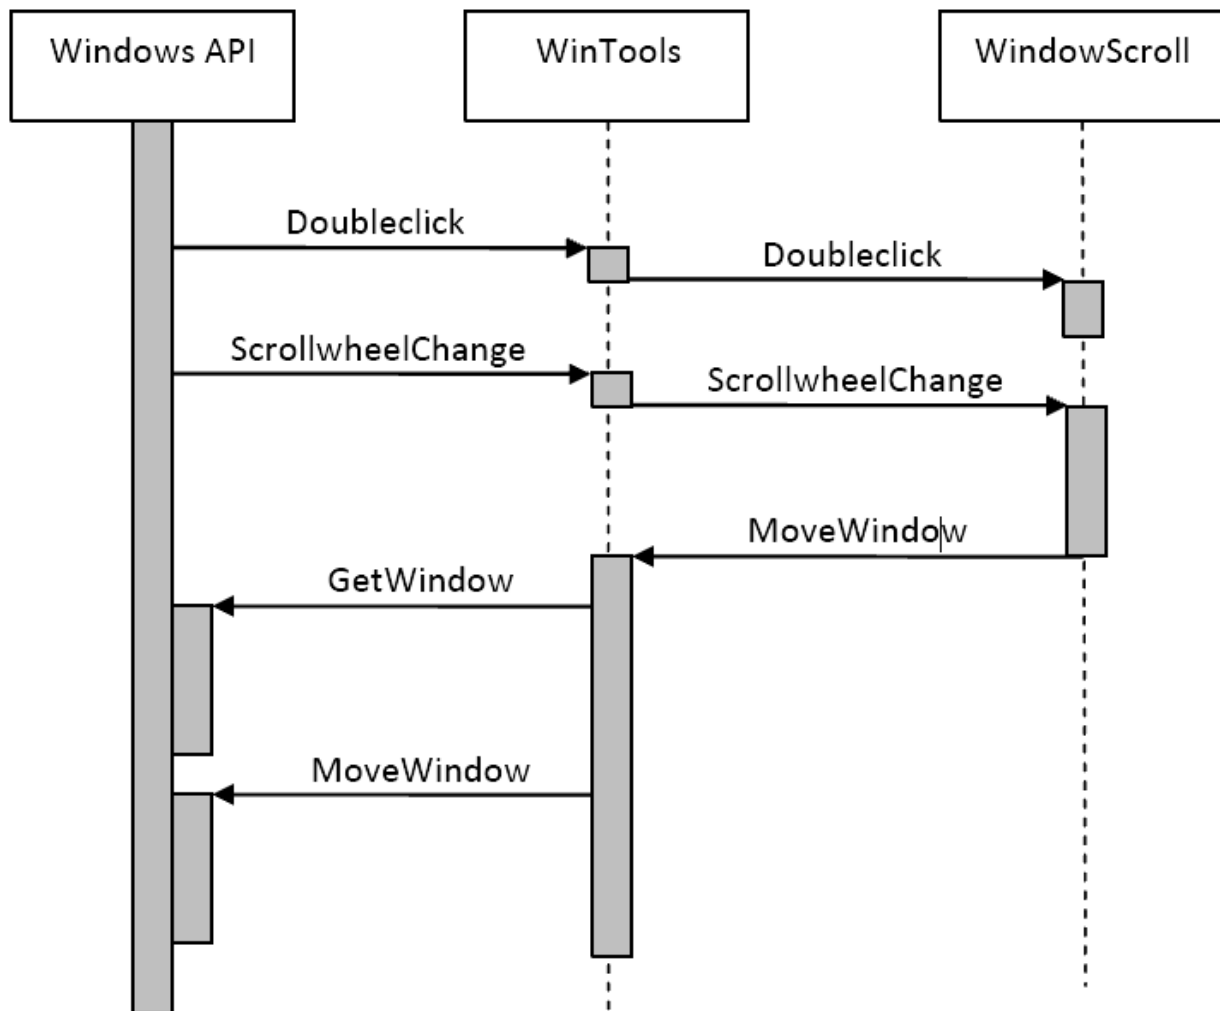 Windows API
WinTools
WindowScroll
Doubleclick
Doubleclick
ScrollwheelChange
ScrollwheelChange
MoveWindow
GetWindow
MoveWindow